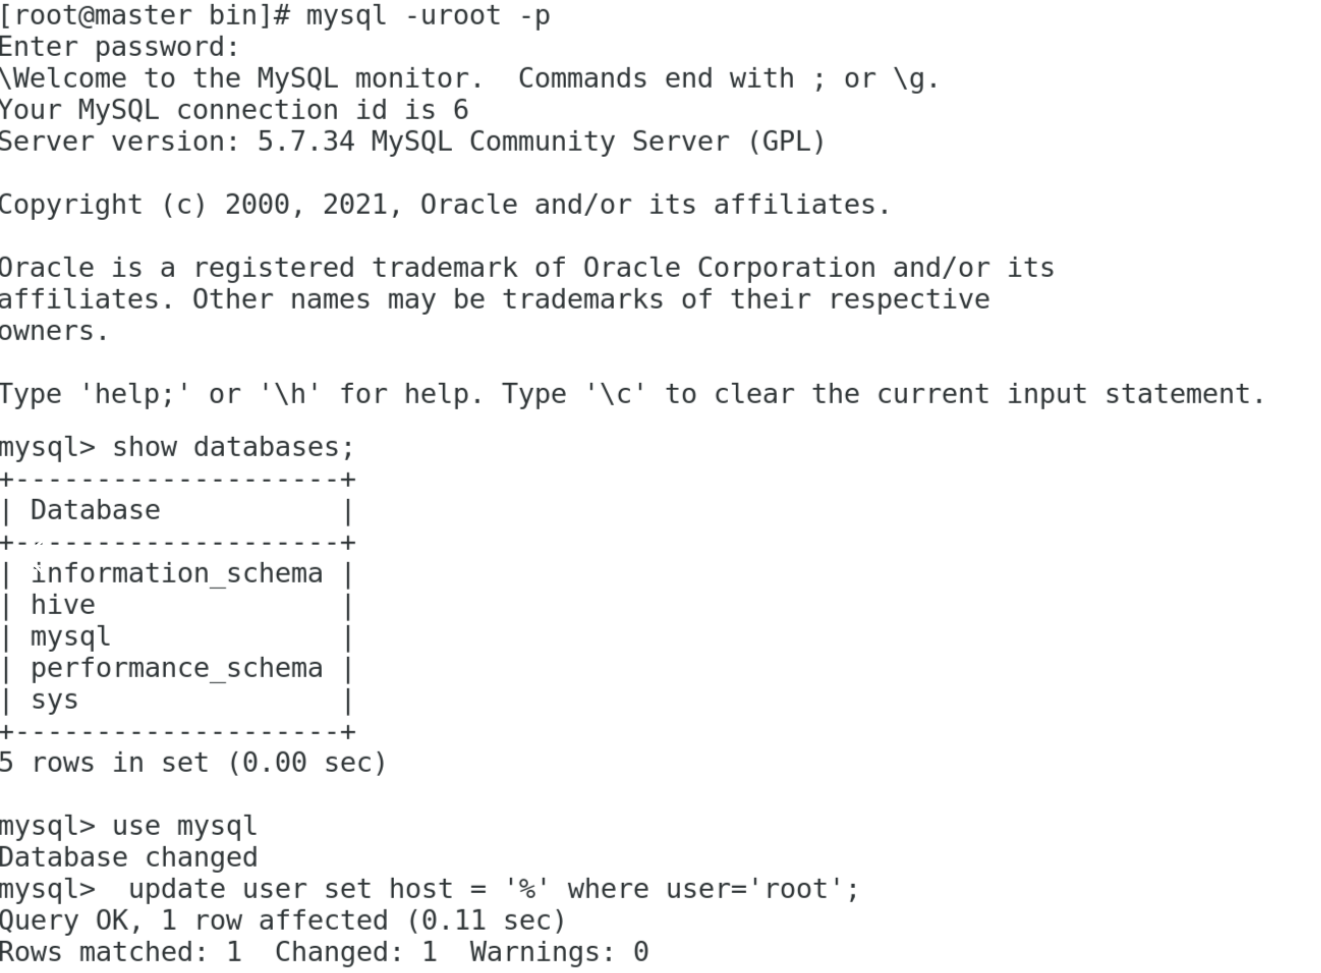 [root@master bin]# mysql -uroot -p
Enter password:
\Welcome to the MySQL monitor.  Commands end with ; or \g.
Your MySQL connection id is 6
Server version: 5.7.34 MySQL Community Server (GPL)

Copyright (c) 2000, 2021, Oracle and/or its affiliates.

Oracle is a registered trademark of Oracle Corporation and/or its
affiliates. Other names may be trademarks of their respective
owners.

Type 'help;' or '\h' for help. Type '\c' to clear the current input statement.

mysql> show databases;
+--------------------+
| Database           |
+--------------------+
| information_schema |
| hive               |
| mysql              |
| performance_schema |
| sys                |
+--------------------+
5 rows in set (0.00 sec)

mysql> use mysql
Database changed
mysql>  update user set host = '%' where user='root';
Query OK, 1 row affected (0.11 sec)
Rows matched: 1  Changed: 1  Warnings: 0